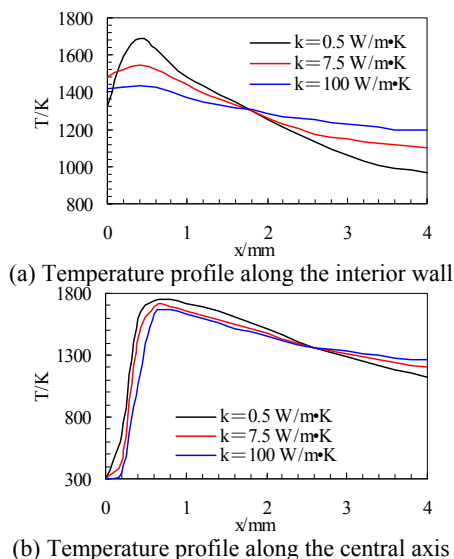 1800
1600
1400
1200
1000
800
T/K
k=0.5 W/m•K
k=7.5 W/m•K
k=100 W/m•K
0 1 2 3 4
x/mm
(a) Temperature profile along the interior wall
1800
1300
800
300
T/K
k=0.5 W/m•K
k=7.5 W/m•K
k=100 W/m•K
0 1 2 3 4
x/mm
(b) Temperature profile along the central axis